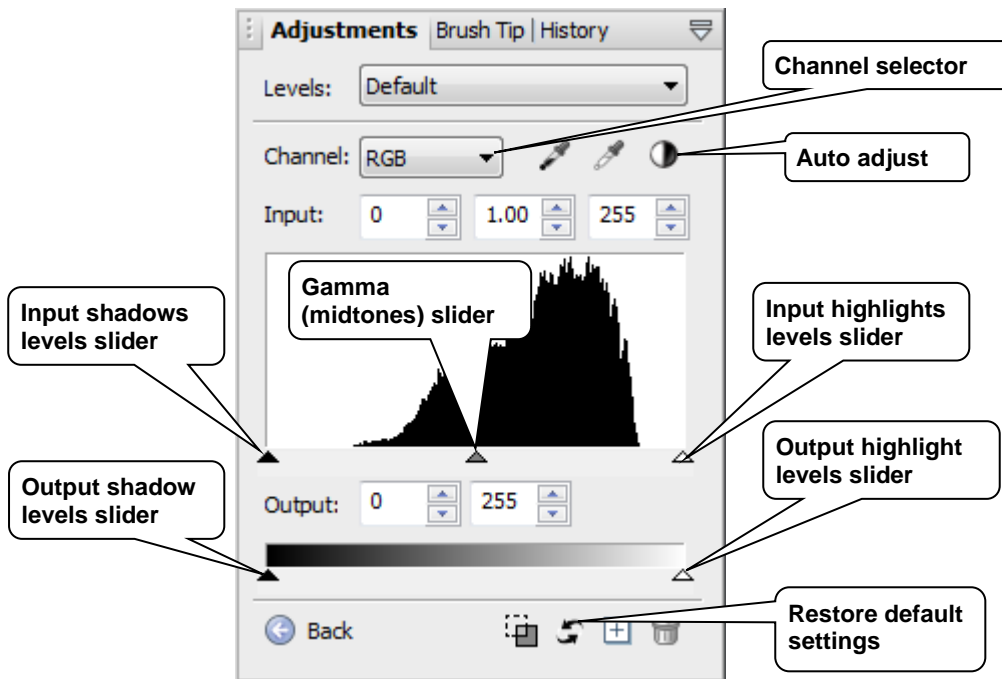 Adjustments Brush Tip | History
Levels: Default
Channel selector
Channel: RGB
Auto adjust
Input: 0 1.00 255
Gamma
(midtones) slider
Input shadows
levels slider
Input highlights
levels slider
Output shadow
levels slider
Output: 0 255
Output highlight
levels slider
Back
Restore default
settings